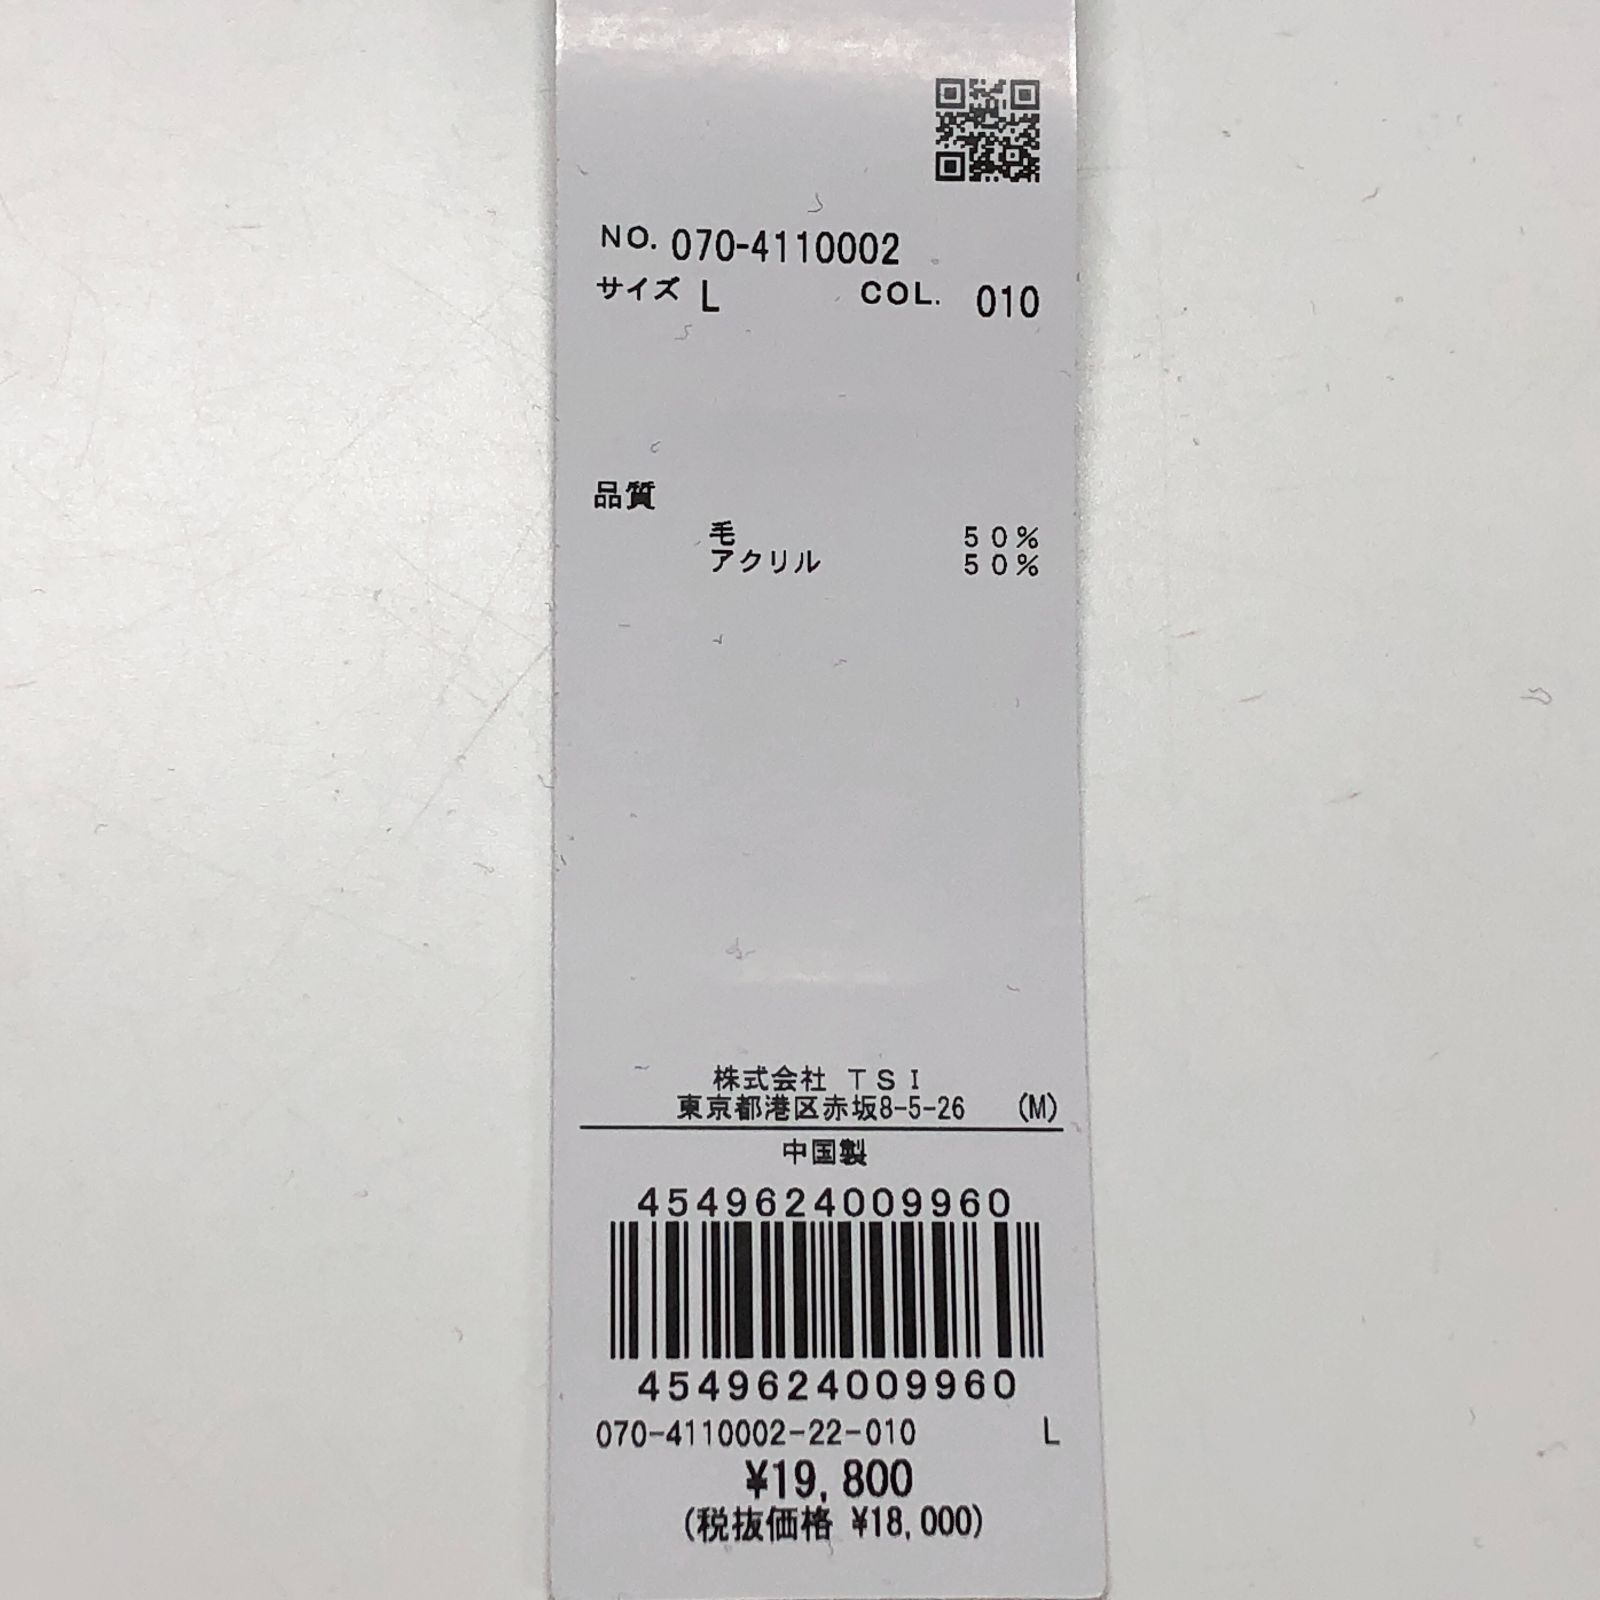 NO. 070-4110002
サイズ L COL. 010
品質
毛 50%
アクリル 50%
株式会社 TSI
東京都港区赤坂8-5-26 (M)
中国製
4549624009960
4549624009960
070-4110002-22-010 L
¥19,800
(税抜価格 ¥18,000)